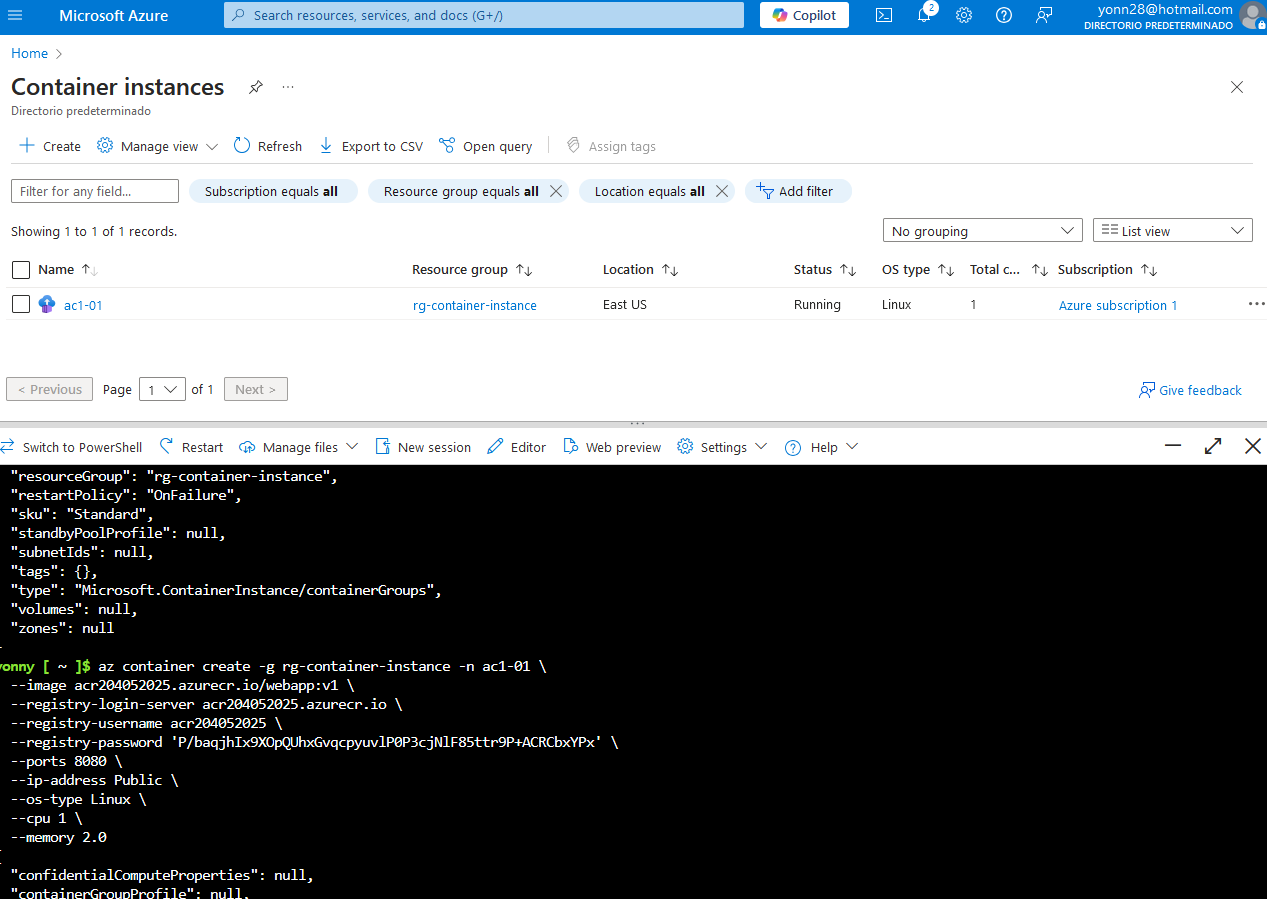 Microsoft Azure
Search resources, services, and docs (G+/)
Copilot
2
yonn28@hotmail.com
DIRECTORIO PREDETERMINADO
Home
Container instances
Directorio predeterminado
Create
Manage view
Refresh
Export to CSV
Open query
Assign tags
Filter for any field...
Subscription equals all
Resource group equals all
Location equals all
Add filter
Showing 1 to 1 of 1 records.
No grouping
List view
Name
Resource group
Location
Status
OS type
Total c...
Subscription
ac1-01
rg-container-instance
East US
Running
Linux
1
Azure subscription 1
< Previous
Page
1
of 1
Next >
Give feedback
Switch to PowerShell
Restart
Manage files
New session
Editor
Web preview
Settings
Help
"resourceGroup": "rg-container-instance",
"restartPolicy": "OnFailure",
"sku": "Standard",
"standbyPoolProfile": null,
"subnetIds": null,
"tags": {},
"type": "Microsoft.ContainerInstance/containerGroups",
"volumes": null,
"zones": null
yonny [ ~ ]$ az container create -g rg-container-instance -n ac1-01 \
--image acr204052025.azurecr.io/webapp:v1 \
--registry-login-server acr204052025.azurecr.io \
--registry-username acr204052025 \
--registry-password 'P/baqjhIx9XOpQUhxGvqcpyuvlP0P3cjNlF85ttr9P+ACRCbxYPx' \
--ports 8080 \
--ip-address Public \
--os-type Linux \
--cpu 1 \
--memory 2.0
"confidentialComputeProperties": null,
"containerGroupProfile": null,